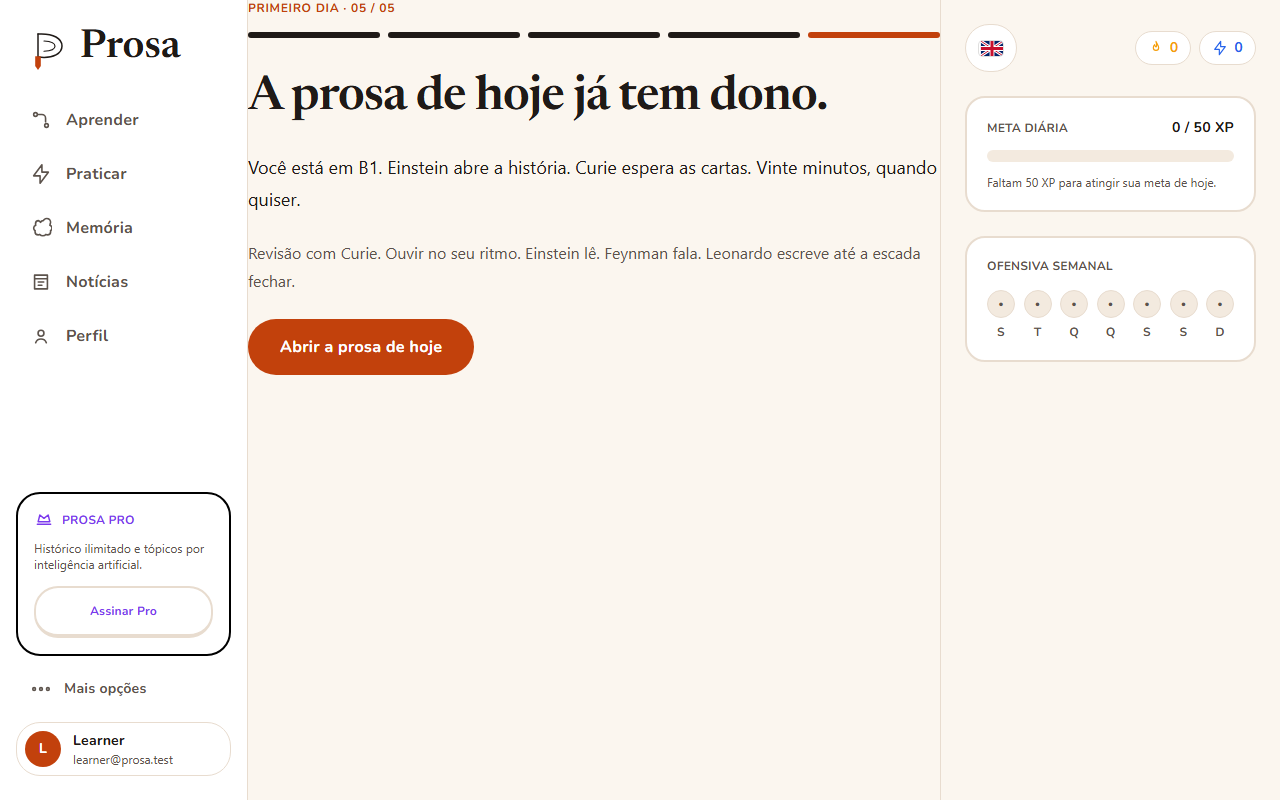 Prosa
Aprender
Praticar
Memória
Notícias
Perfil
PROSA PRO
Histórico ilimitado e tópicos por
inteligência artificial.
Assinar Pro
Mais opções
L
Learner
learner@prosa.test
PRIMEIRO DIA · 05 / 05
A prosa de hoje já tem dono.
Você está em B1. Einstein abre a história. Curie espera as cartas. Vinte minutos, quando
quiser.
Revisão com Curie. Ouvir no seu ritmo. Einstein lê. Feynman fala. Leonardo escreve até a escada
fechar.
Abrir a prosa de hoje
0 0
META DIÁRIA 0 / 50 XP
Faltam 50 XP para atingir sua meta de hoje.
OFENSIVA SEMANAL
S T Q Q S S D